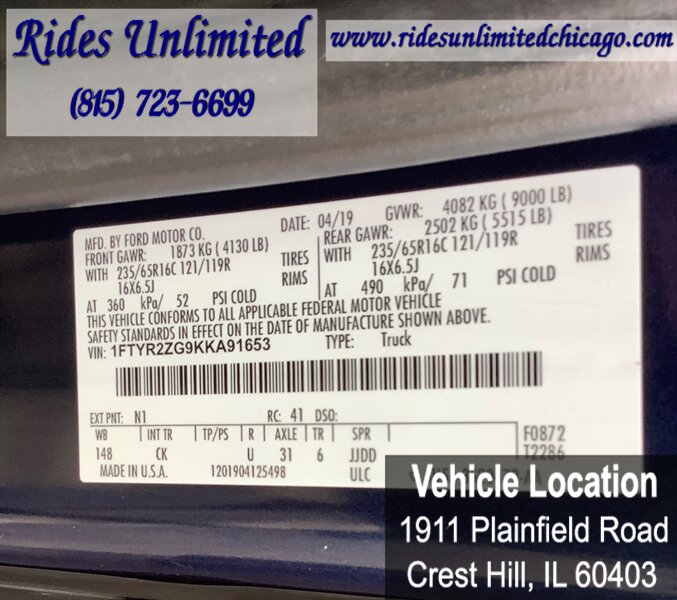 Rides Unlimited
(815) 723-6699
www.ridesunlimitedchicago.com
MFD. BY FORD MOTOR CO.
DATE: 04/19
GVWR: 4082 KG ( 9000 LB)
FRONT GAWR: 1873 KG ( 4130 LB)
WITH 235/65R16C 121/119R TIRES
16X6.5J RIMS
AT 360 kPa/ 52 PSI COLD
REAR GAWR: 2502 KG ( 5515 LB)
WITH 235/65R16C 121/119R TIRES
16X6.5J RIMS
AT 490 kPa/ 71 PSI COLD
THIS VEHICLE CONFORMS TO ALL APPLICABLE FEDERAL MOTOR VEHICLE
SAFETY STANDARDS IN EFFECT ON THE DATE OF MANUFACTURE SHOWN ABOVE.
VIN: 1FTYR2ZG9KKA91653 TYPE: Truck
EXT PNT: N1 RC: 41 DSO:
WB INT TR TP/PS R AXLE TR SPR F0872
148 CK U 31 6 JJDD T2286
MADE IN U.S.A. 1201904125498 ULC
Vehicle Location
1911 Plainfield Road
Crest Hill, IL 60403